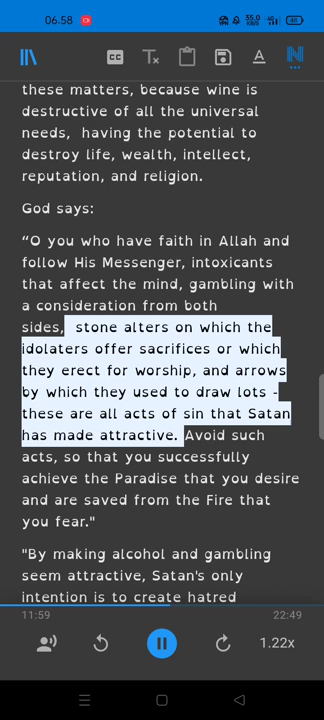 06.58
35.0 KB/S 4G 40
CC T A N
these matters, because wine is
destructive of all the universal
needs,  having the potential to
destroy life, wealth, intellect,
reputation, and religion.
God says:
“O you who have faith in Allah and
follow His Messenger, intoxicants
that affect the mind, gambling with
a consideration from both
sides,  stone alters on which the
idolaters offer sacrifices or which
they erect for worship, and arrows
by which they used to draw lots -
these are all acts of sin that Satan
has made attractive. Avoid such
acts, so that you successfully
achieve the Paradise that you desire
and are saved from the Fire that
you fear."
"By making alcohol and gambling
seem attractive, Satan's only
intention is to create hatred
11:59 22:49
1.22x